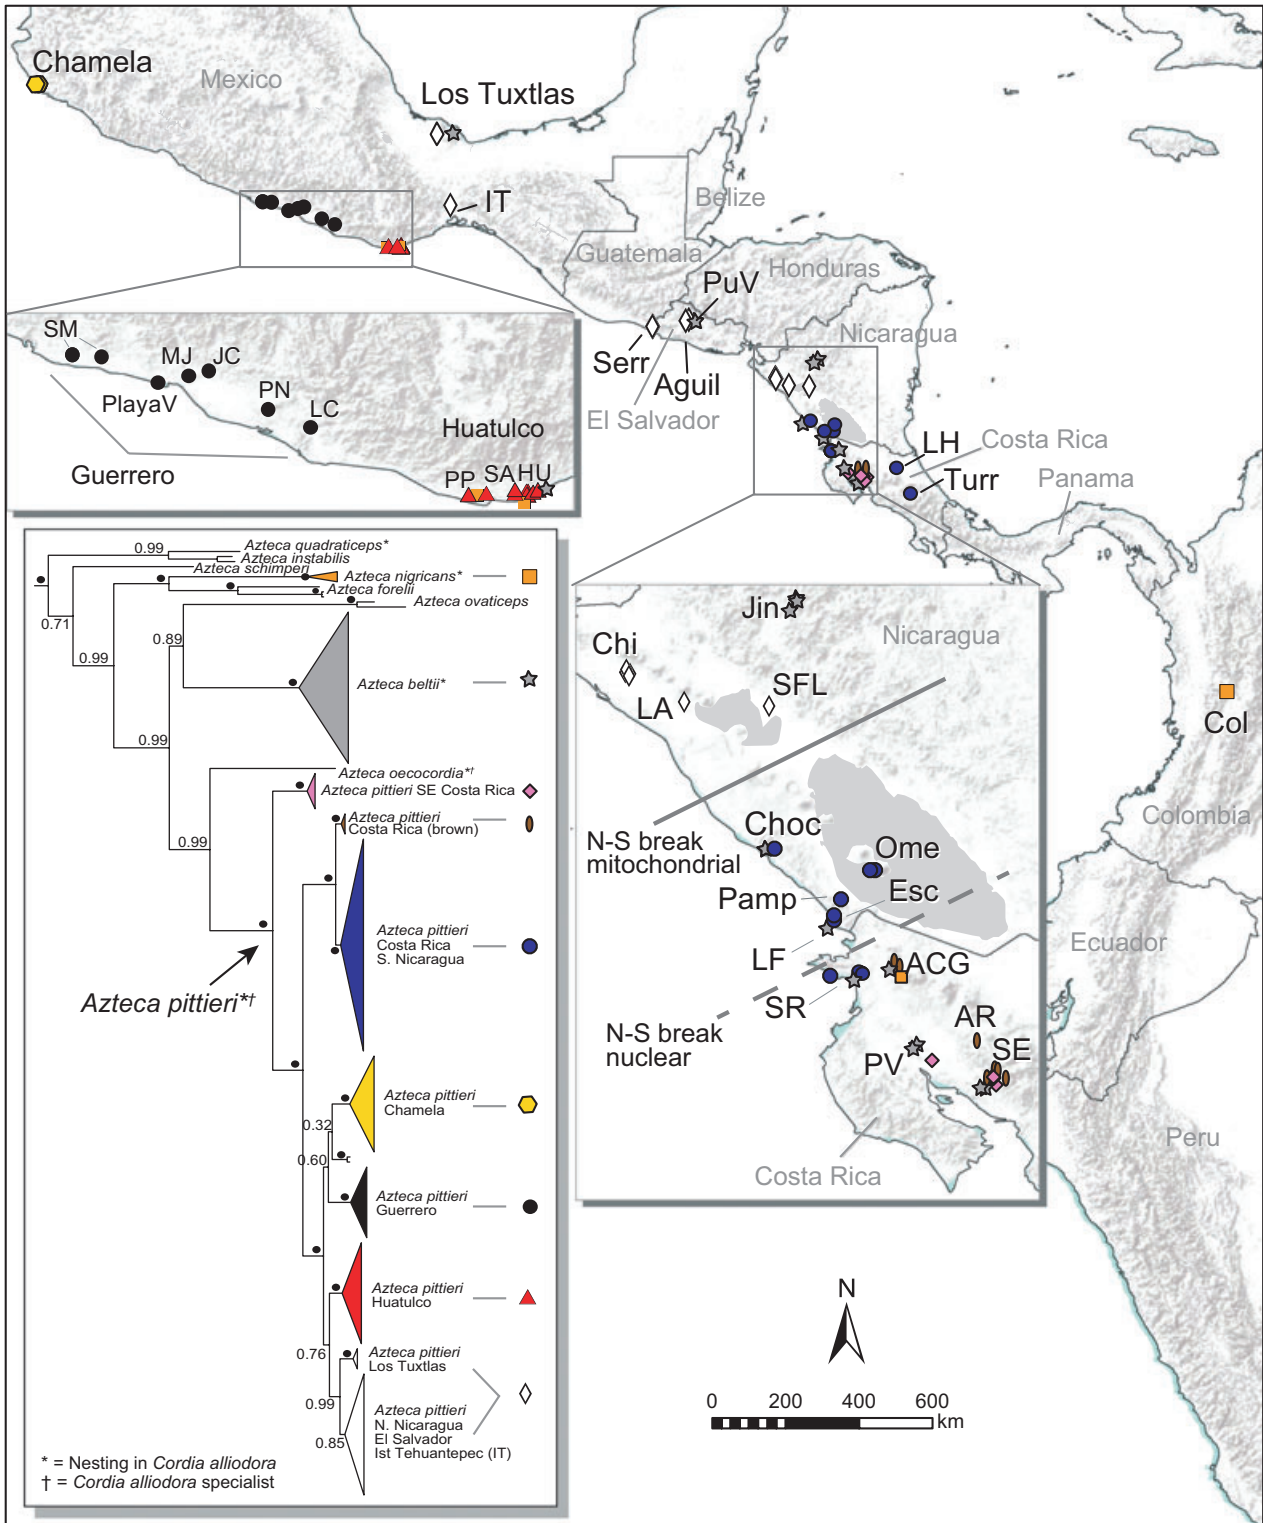 Chamela
Mexico
Los Tuxtlas
IT
Belize
Guatemala
Honduras
PuV
Nicaragua
Serr
Aguil
El Salvador
LH
Costa Rica
Turr
Panama
SM
MJ
JC
PlayaV
PN
LC
Huatulco
Guerrero
PP
SA
HU
Col
Colombia
Ecuador
Peru
Jin
Nicaragua
Chi
LA
SFL
N-S break
mitochondrial
Choc
Ome
Pamp
Esc
LF
ACG
SR
N-S break
nuclear
AR
SE
PV
Costa Rica
N
0 200 400 600
km
0.99
Azteca quadraticeps*
Azteca instabilis
Azteca schimperi
Azteca nigricans*
Azteca forelii
Azteca ovaticeps
0.71
0.89
0.99
Azteca beltii*
0.99
Azteca oecocordia*†
Azteca pittieri SE Costa Rica
0.99
Azteca pittieri
Costa Rica (brown)
Azteca pittieri
Costa Rica
S. Nicaragua
Azteca pittieri*†
Azteca pittieri
Chamela
0.32
0.60
Azteca pittieri
Guerrero
Azteca pittieri
Huatulco
0.76
Azteca pittieri
Los Tuxtlas
0.99
Azteca pittieri
N. Nicaragua
El Salvador
Ist Tehuantepec (IT)
0.85
* = Nesting in Cordia alliodora
† = Cordia alliodora specialist